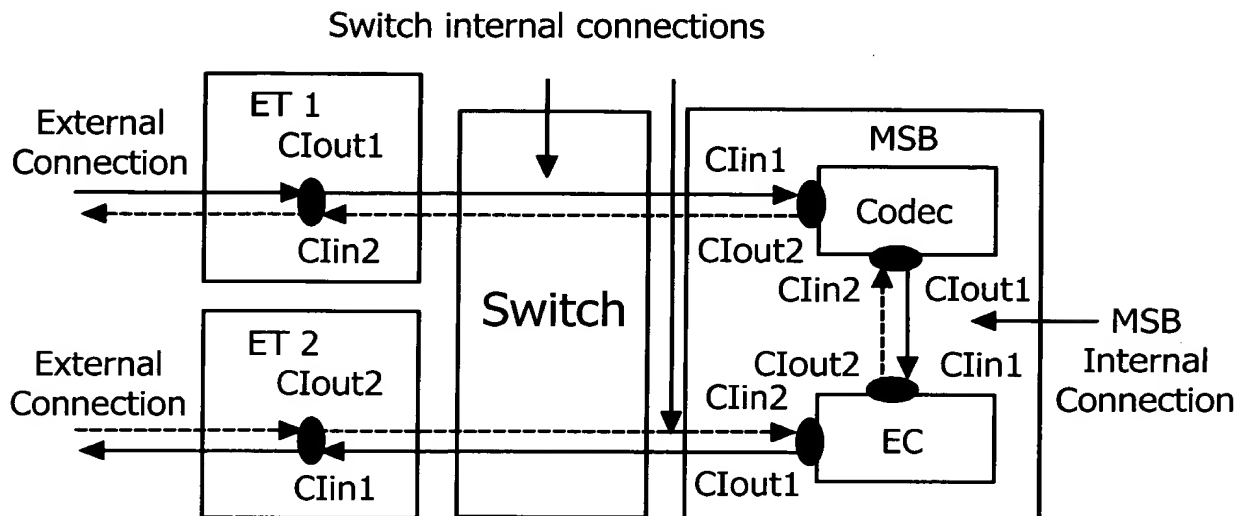 Switch internal connections
ET 1
External
Connection
CIout1
CIin2
MSB
CIin1
Codec
CIout2
CIin2
CIout1
Switch
MSB
Internal
Connection
ET 2
External
Connection
CIout2
CIin1
CIout2
CIin1
CIin2
EC
CIout1